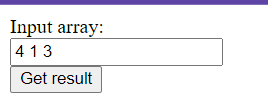 Input array:
4 1 3
Get result